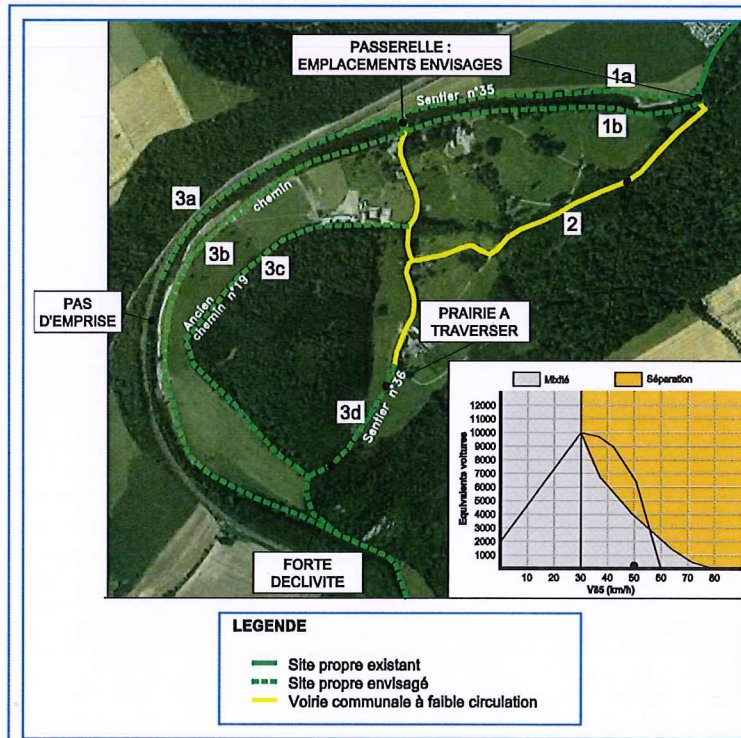 PASSERELLE :
EMPLACEMENTS ENVISAGES
1a
Sentier n°35
1b
3a
chemin
2
3b
3c
PAS
D'EMPRISE
Ancien
chemin n°19
PRAIRIE A
TRAVERSER
3d
Sentier n°36
Mixité
Séparation
Equivalents voitures
12000
11000
10000
9000
8000
7000
6000
5000
4000
3000
2000
1000
10 20 30 40 50 60 70 80
V85 (km/h)
FORTE
DECLIVITE
LEGENDE
Site propre existant
Site propre envisagé
Voirie communale à faible circulation